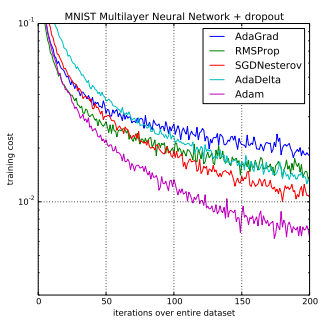 MNIST Multilayer Neural Network + dropout
10⁻¹
AdaGrad
RMSProp
SGDNesterov
AdaDelta
Adam
training cost
10⁻²
0 50 100 150 200
iterations over entire dataset